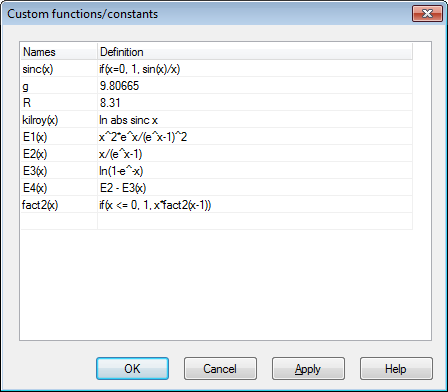 Custom functions/constants
Names Definition
sinc(x) if(x=0, 1, sin(x)/x)
g 9.80665
R 8.31
kilroy(x) ln abs sinc x
E1(x) x^2*e^x/(e^x-1)^2
E2(x) x/(e^x-1)
E3(x) ln(1-e^-x)
E4(x) E2 - E3(x)
fact2(x) if(x <= 0, 1, x*fact2(x-1))
OK Cancel Apply Help